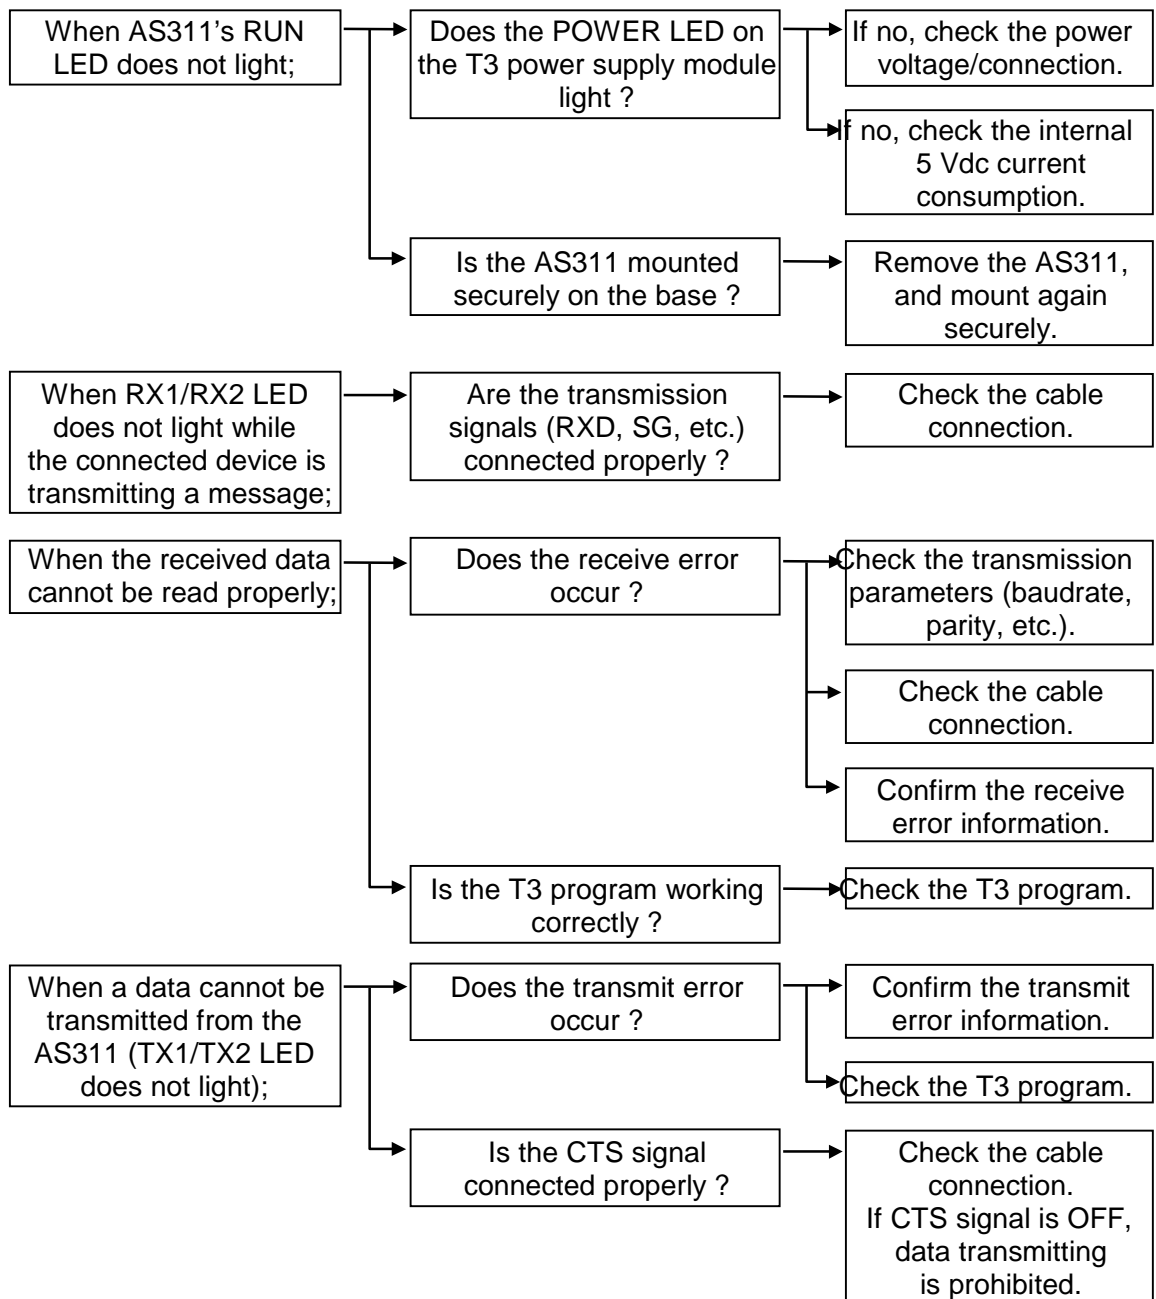 When AS311's RUN
LED does not light;
Does the POWER LED on
the T3 power supply module
light ?
If no, check the power
voltage/connection.
If no, check the internal
5 Vdc current
consumption.
Is the AS311 mounted
securely on the base ?
Remove the AS311,
and mount again
securely.
When RX1/RX2 LED
does not light while
the connected device is
transmitting a message;
Are the transmission
signals (RXD, SG, etc.)
connected properly ?
Check the cable
connection.
When the received data
cannot be read properly;
Does the receive error
occur ?
Check the transmission
parameters (baudrate,
parity, etc.).
Check the cable
connection.
Confirm the receive
error information.
Is the T3 program working
correctly ?
Check the T3 program.
When a data cannot be
transmitted from the
AS311 (TX1/TX2 LED
does not light);
Does the transmit error
occur ?
Confirm the transmit
error information.
Check the T3 program.
Is the CTS signal
connected properly ?
Check the cable
connection.
If CTS signal is OFF,
data transmitting
is prohibited.